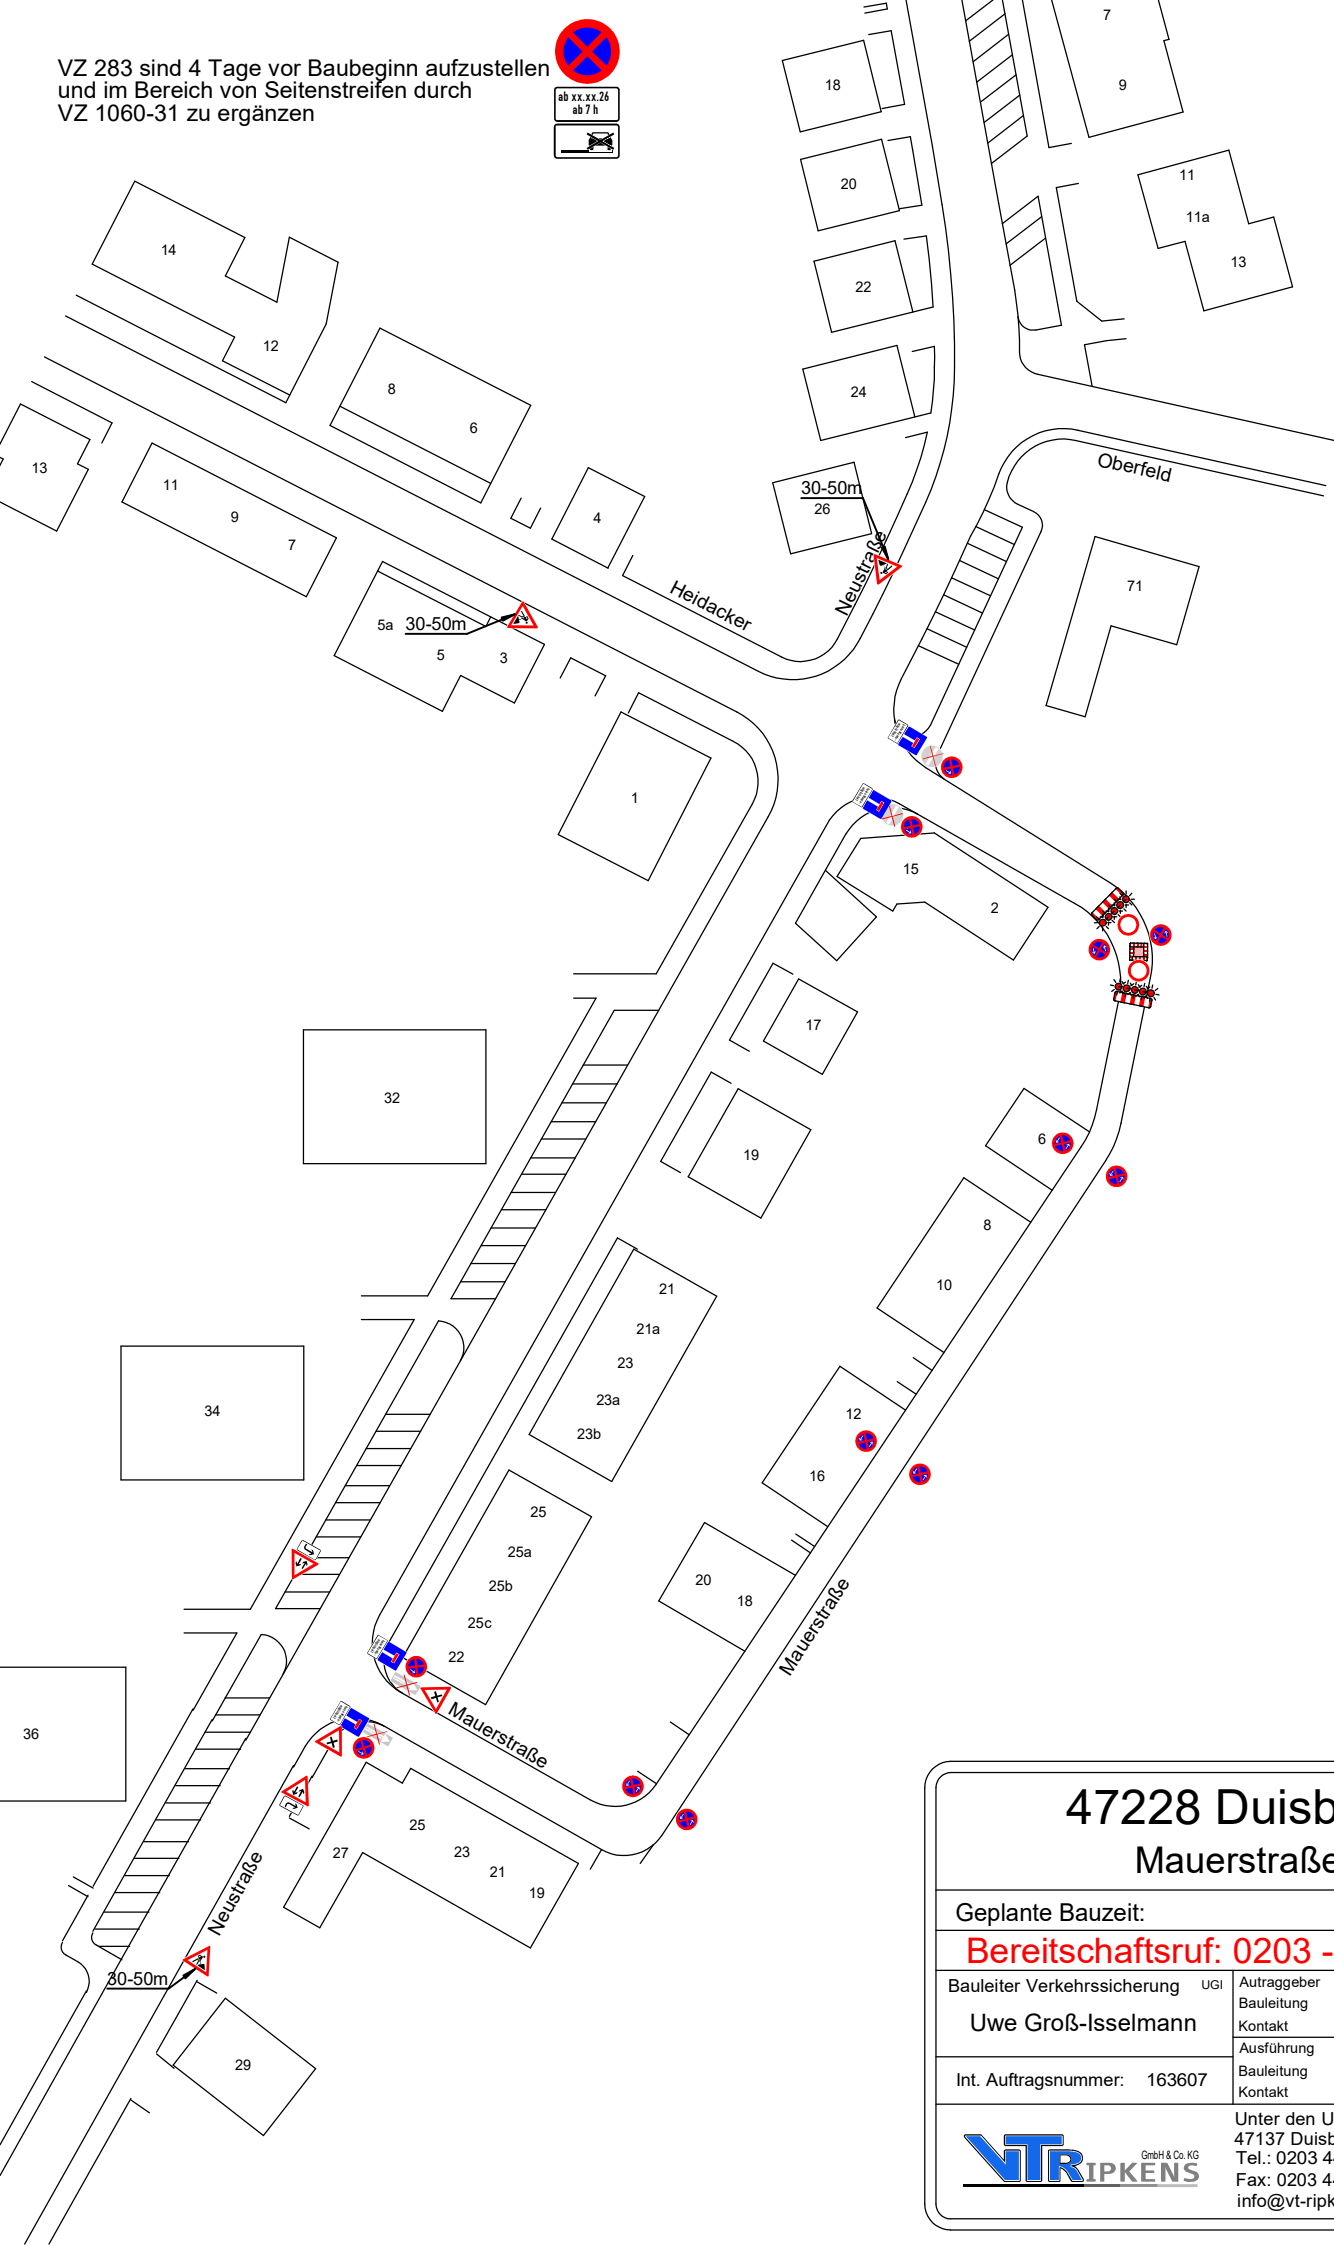 VZ 283 sind 4 Tage vor Baubeginn aufzustellen
und im Bereich von Seitenstreifen durch
VZ 1060-31 zu ergänzen
ab xx.xx.26
ab 7 h
7
9
18
20
11
11a
13
22
24
14
12
8
6
13
11
9
7
4
Oberfeld
30-50m
26
Neustraße
71
Heidacker
5a
30-50m
5
3
1
15
2
17
32
19
6
8
10
21
21a
23
23a
23b
34
12
16
25
25a
25b
25c
22
20
18
Mauerstraße
Mauerstraße
36
25
23
21
19
27
Neustraße
30-50m
29
47228 Duisb
Mauerstraße
Geplante Bauzeit:
Bereitschaftsruf: 0203 -
Bauleiter Verkehrssicherung UGI
Uwe Groß-Isselmann
Int. Auftragsnummer: 163607
Autraggeber
Bauleitung
Kontakt
Ausführung
Bauleitung
Kontakt
VTRIPKENS
GmbH & Co. KG
Unter den U
47137 Duisb
Tel.: 0203 44
Fax: 0203 44
info@vt-ripk